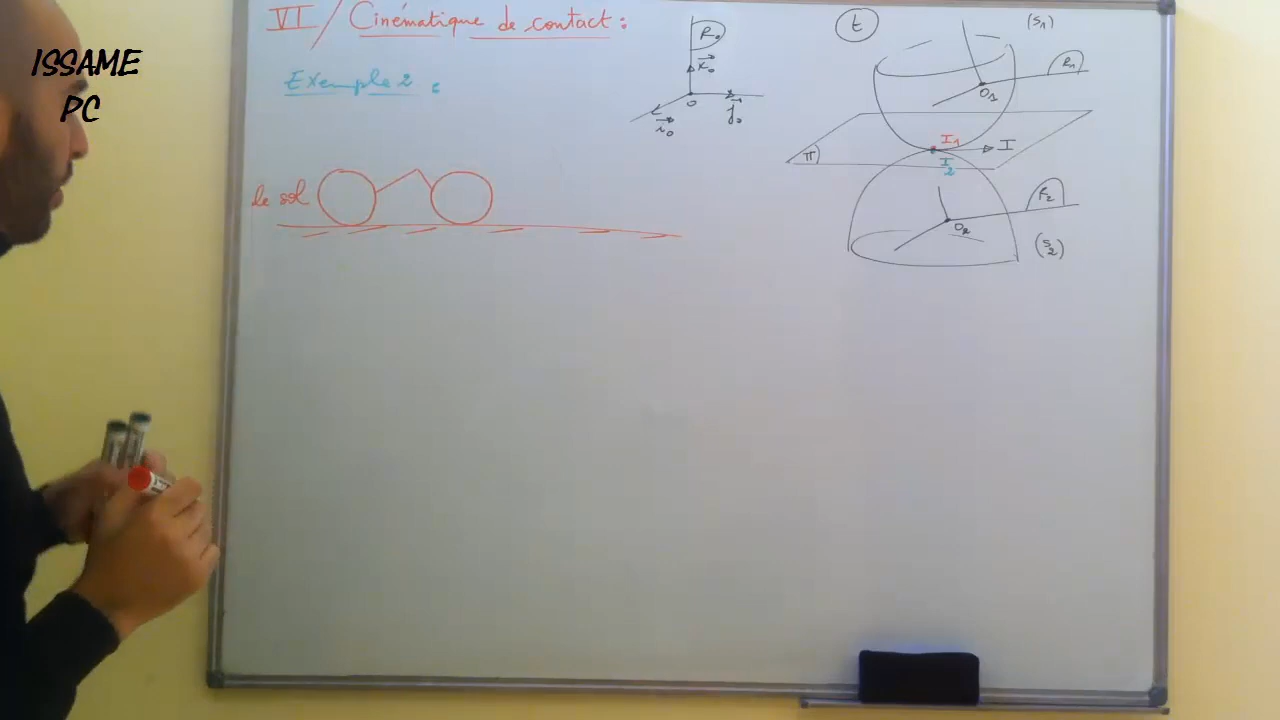 ISSAME
PC
VI / Cinématique de contact :
Exemple 2 :
le sol
R₀
x₀
O
j₀
i₀
t
(S₁)
R₁
O₁
I₁
I
I₂
π
R₂
O₂
(S₂)